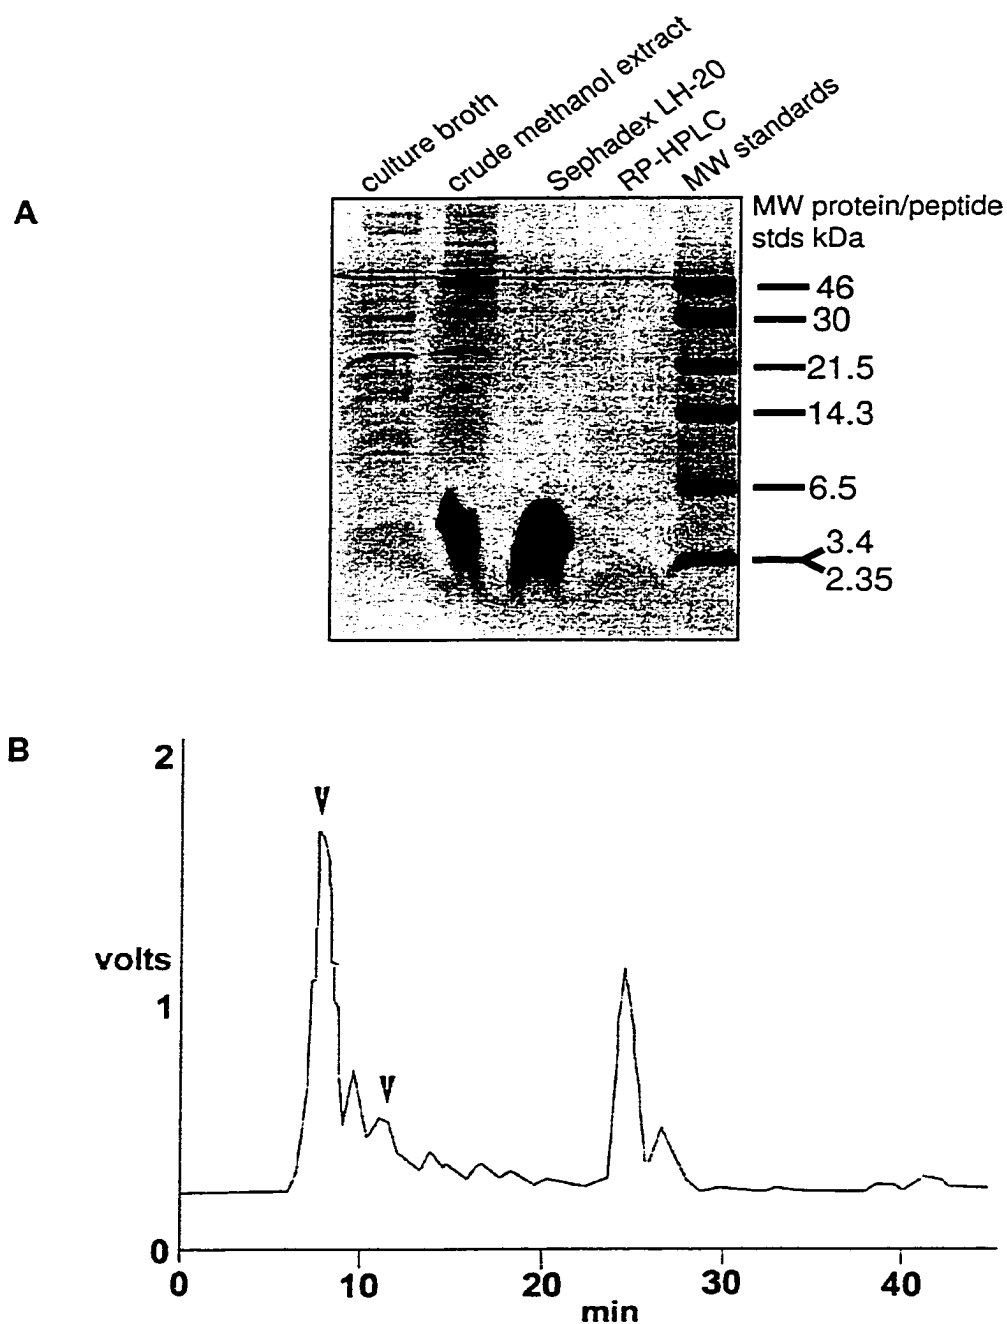 culture broth
crude methanol extract
Sephadex LH-20
RP-HPLC
MW standards
A
MW protein/peptide
stds kDa
46
30
21.5
14.3
6.5
3.4
2.35
B
2
volts
1
0
0 10 20 30 40
min